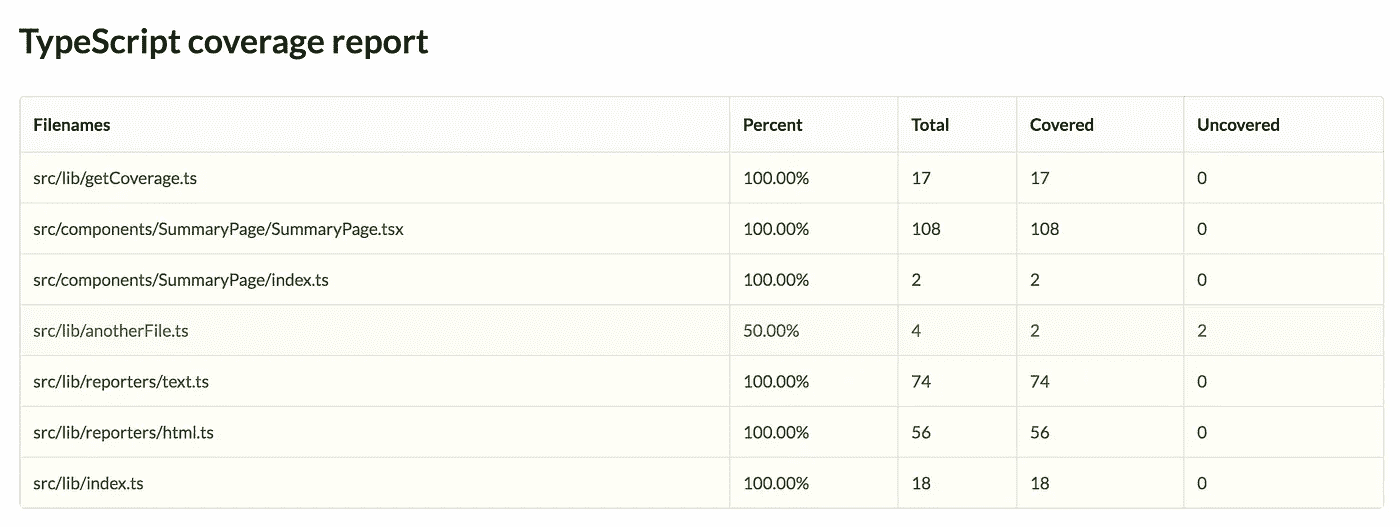 TypeScript coverage report
Filenames Percent Total Covered Uncovered
src/lib/getCoverage.ts 100.00% 17 17 0
src/components/SummaryPage/SummaryPage.tsx 100.00% 108 108 0
src/components/SummaryPage/index.ts 100.00% 2 2 0
src/lib/anotherFile.ts 50.00% 4 2 2
src/lib/reporters/text.ts 100.00% 74 74 0
src/lib/reporters/html.ts 100.00% 56 56 0
src/lib/index.ts 100.00% 18 18 0